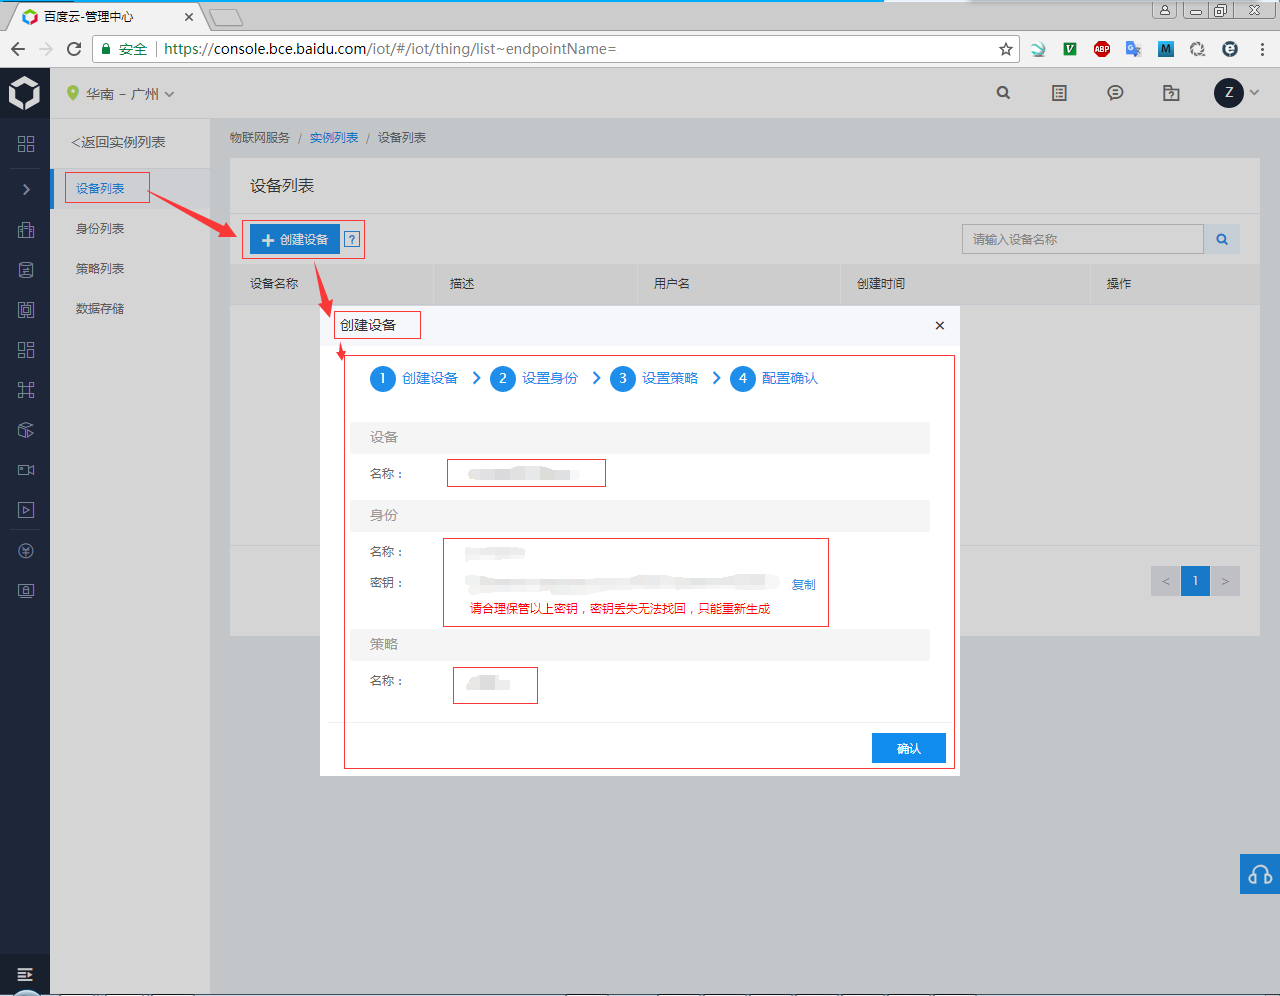 百度云-管理中心
安全 https://console.bce.baidu.com/iot/#/iot/thing/list~endpointName=
V ABP G M e
华南 - 广州
Z
<返回实例列表
物联网服务 / 实例列表 / 设备列表
设备列表
身份列表
策略列表
数据存储
设备列表
+ 创建设备 ?
请输入设备名称
设备名称 描述 用户名 创建时间 操作
创建设备 ×
1 创建设备 > 2 设置身份 > 3 设置策略 > 4 配置确认
设备
名称：
身份
名称：
密钥： 复制
请合理保管以上密钥，密钥丢失无法找回，只能重新生成
策略
名称：
确认
< 1 >